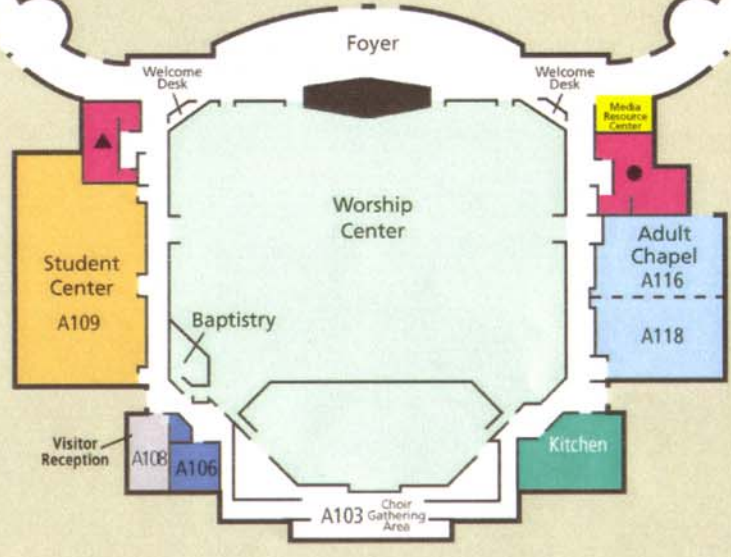 Foyer
Welcome
Desk
Welcome
Desk
Media
Resource
Center
Worship
Center
Adult
Chapel
A116
Student
Center
A109
Baptistry
A118
Visitor
Reception
A108
A106
Kitchen
A103
Choir
Gathering
Area